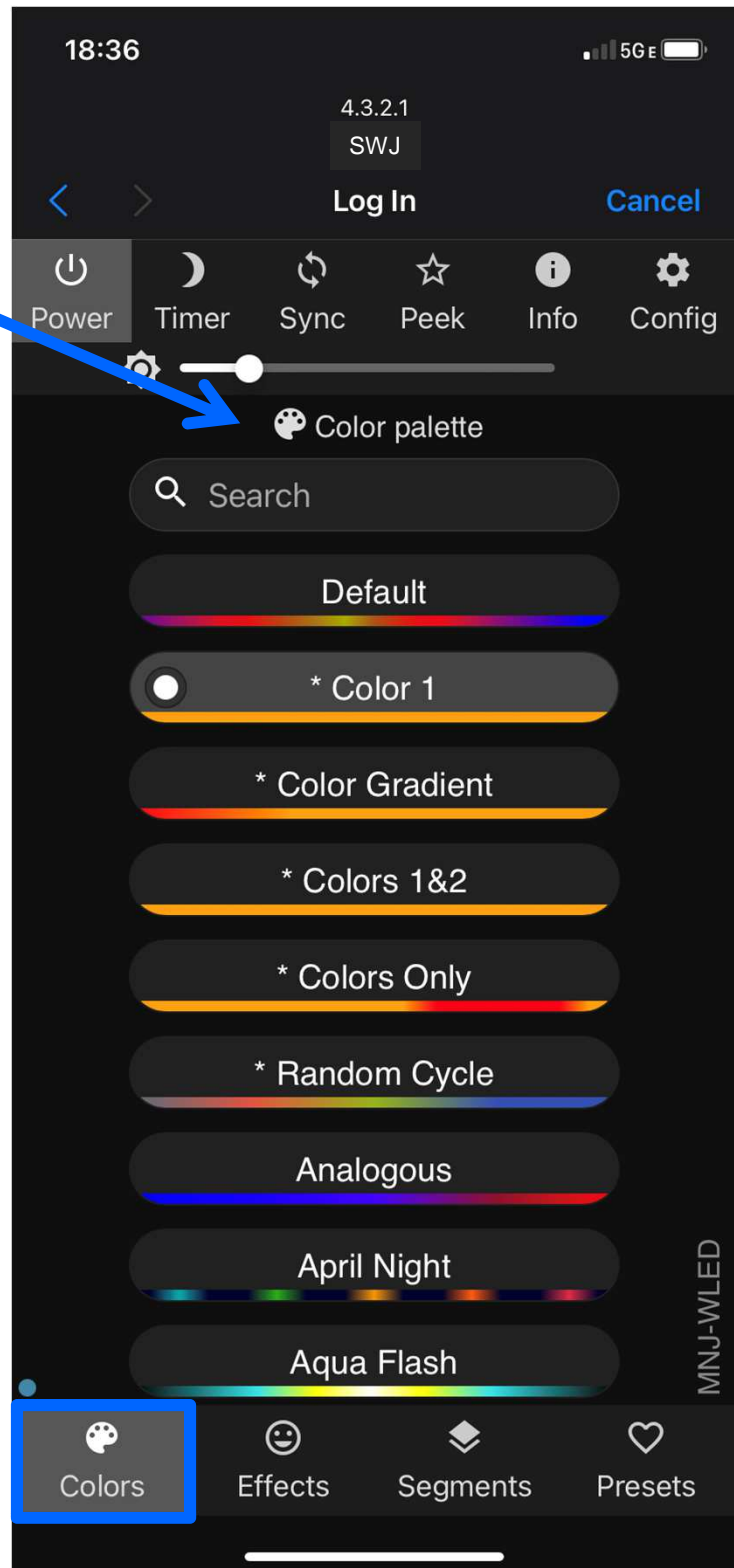 18:36 5GE
4.3.2.1
SWJ
Log In Cancel
Power Timer Sync Peek Info Config
Color palette
Search
Default
* Color 1
* Color Gradient
* Colors 1&2
* Colors Only
* Random Cycle
Analogous
April Night
Aqua Flash
MNJ-WLED
Colors Effects Segments Presets